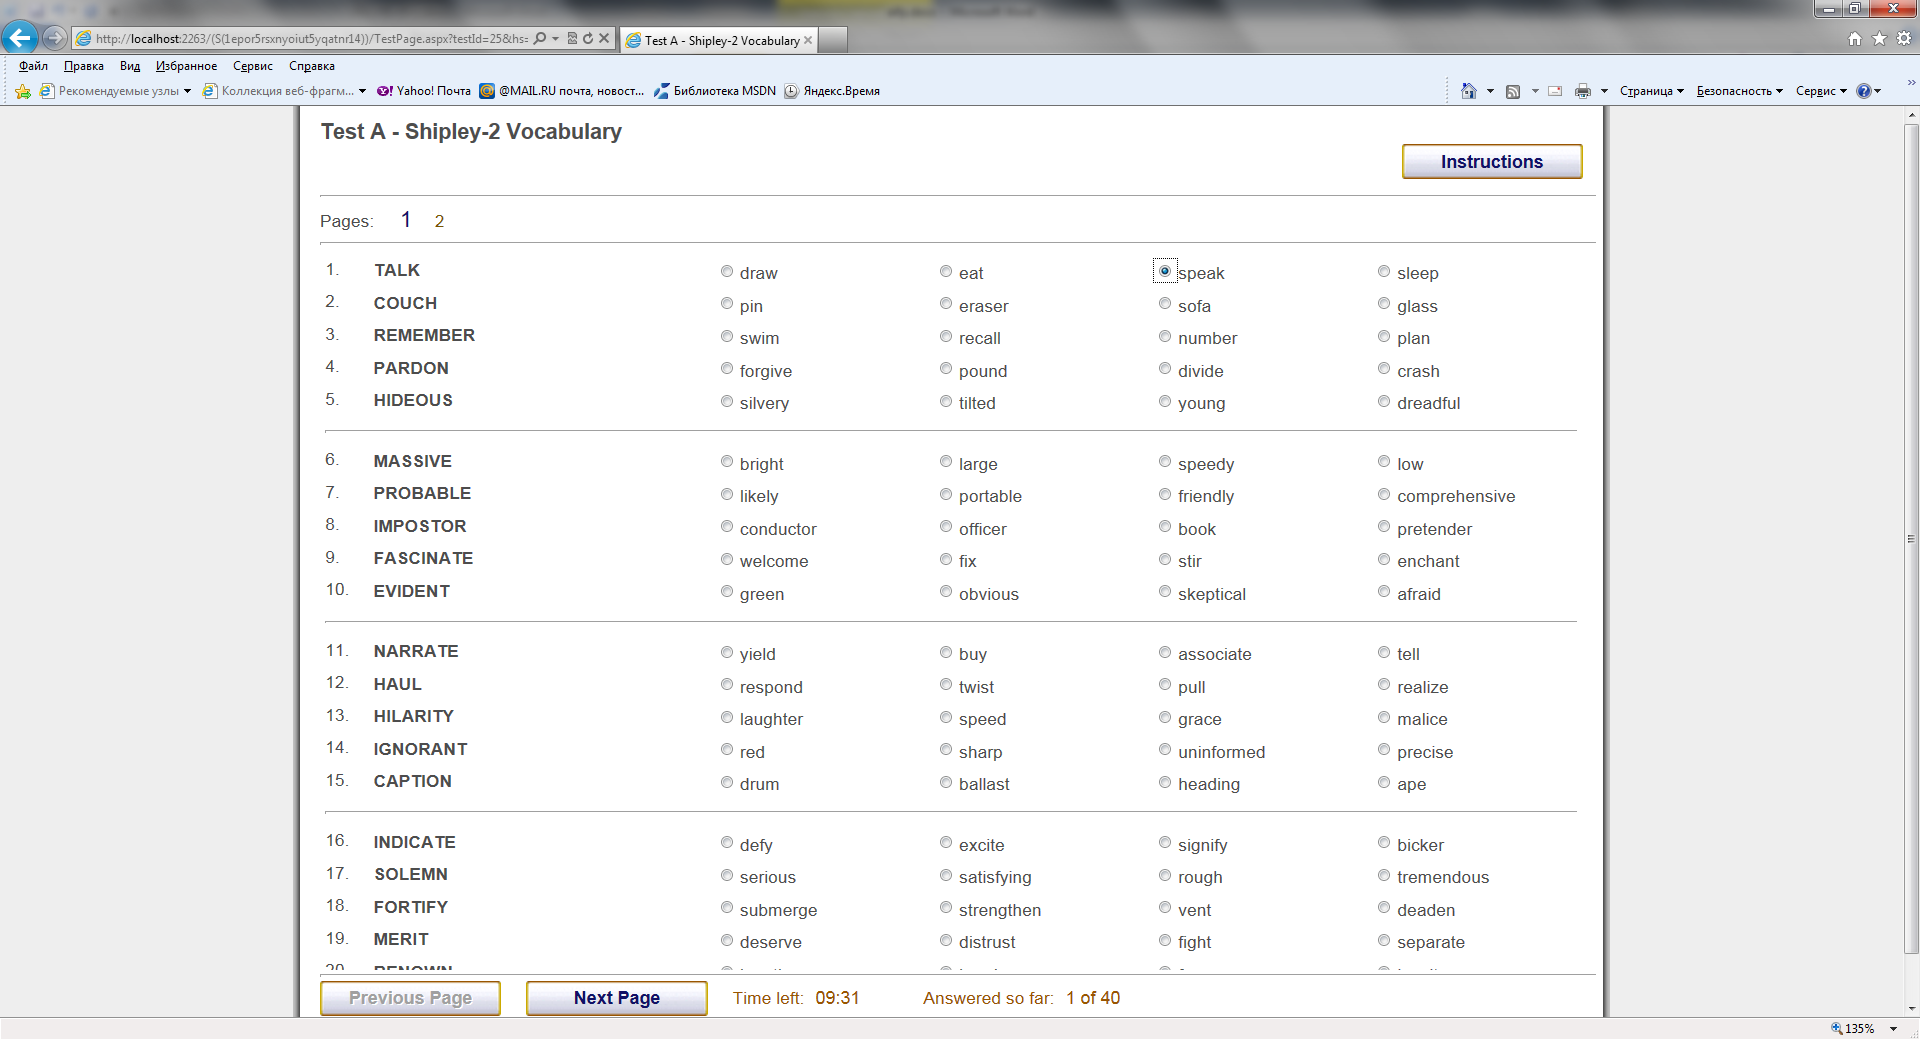 http://localhost:2263/(S(1epor5rsxnyoiut5yqatnr14))/TestPage.aspx?testId=25&hs=
Test A - Shipley-2 Vocabulary
Файл Правка Вид Избранное Сервис Справка
Рекомендуемые узлы Коллекция веб-фрагм... Yahoo! Почта @MAIL.RU почта, новост... Библиотека MSDN Яндекс.Время Страница Безопасность Сервис
Test A - Shipley-2 Vocabulary
Instructions
Pages: 1 2
1. TALK draw eat speak sleep
2. COUCH pin eraser sofa glass
3. REMEMBER swim recall number plan
4. PARDON forgive pound divide crash
5. HIDEOUS silvery tilted young dreadful
6. MASSIVE bright large speedy low
7. PROBABLE likely portable friendly comprehensive
8. IMPOSTOR conductor officer book pretender
9. FASCINATE welcome fix stir enchant
10. EVIDENT green obvious skeptical afraid
11. NARRATE yield buy associate tell
12. HAUL respond twist pull realize
13. HILARITY laughter speed grace malice
14. IGNORANT red sharp uninformed precise
15. CAPTION drum ballast heading ape
16. INDICATE defy excite signify bicker
17. SOLEMN serious satisfying rough tremendous
18. FORTIFY submerge strengthen vent deaden
19. MERIT deserve distrust fight separate
20. RENOWN
Previous Page Next Page Time left: 09:31 Answered so far: 1 of 40
135%